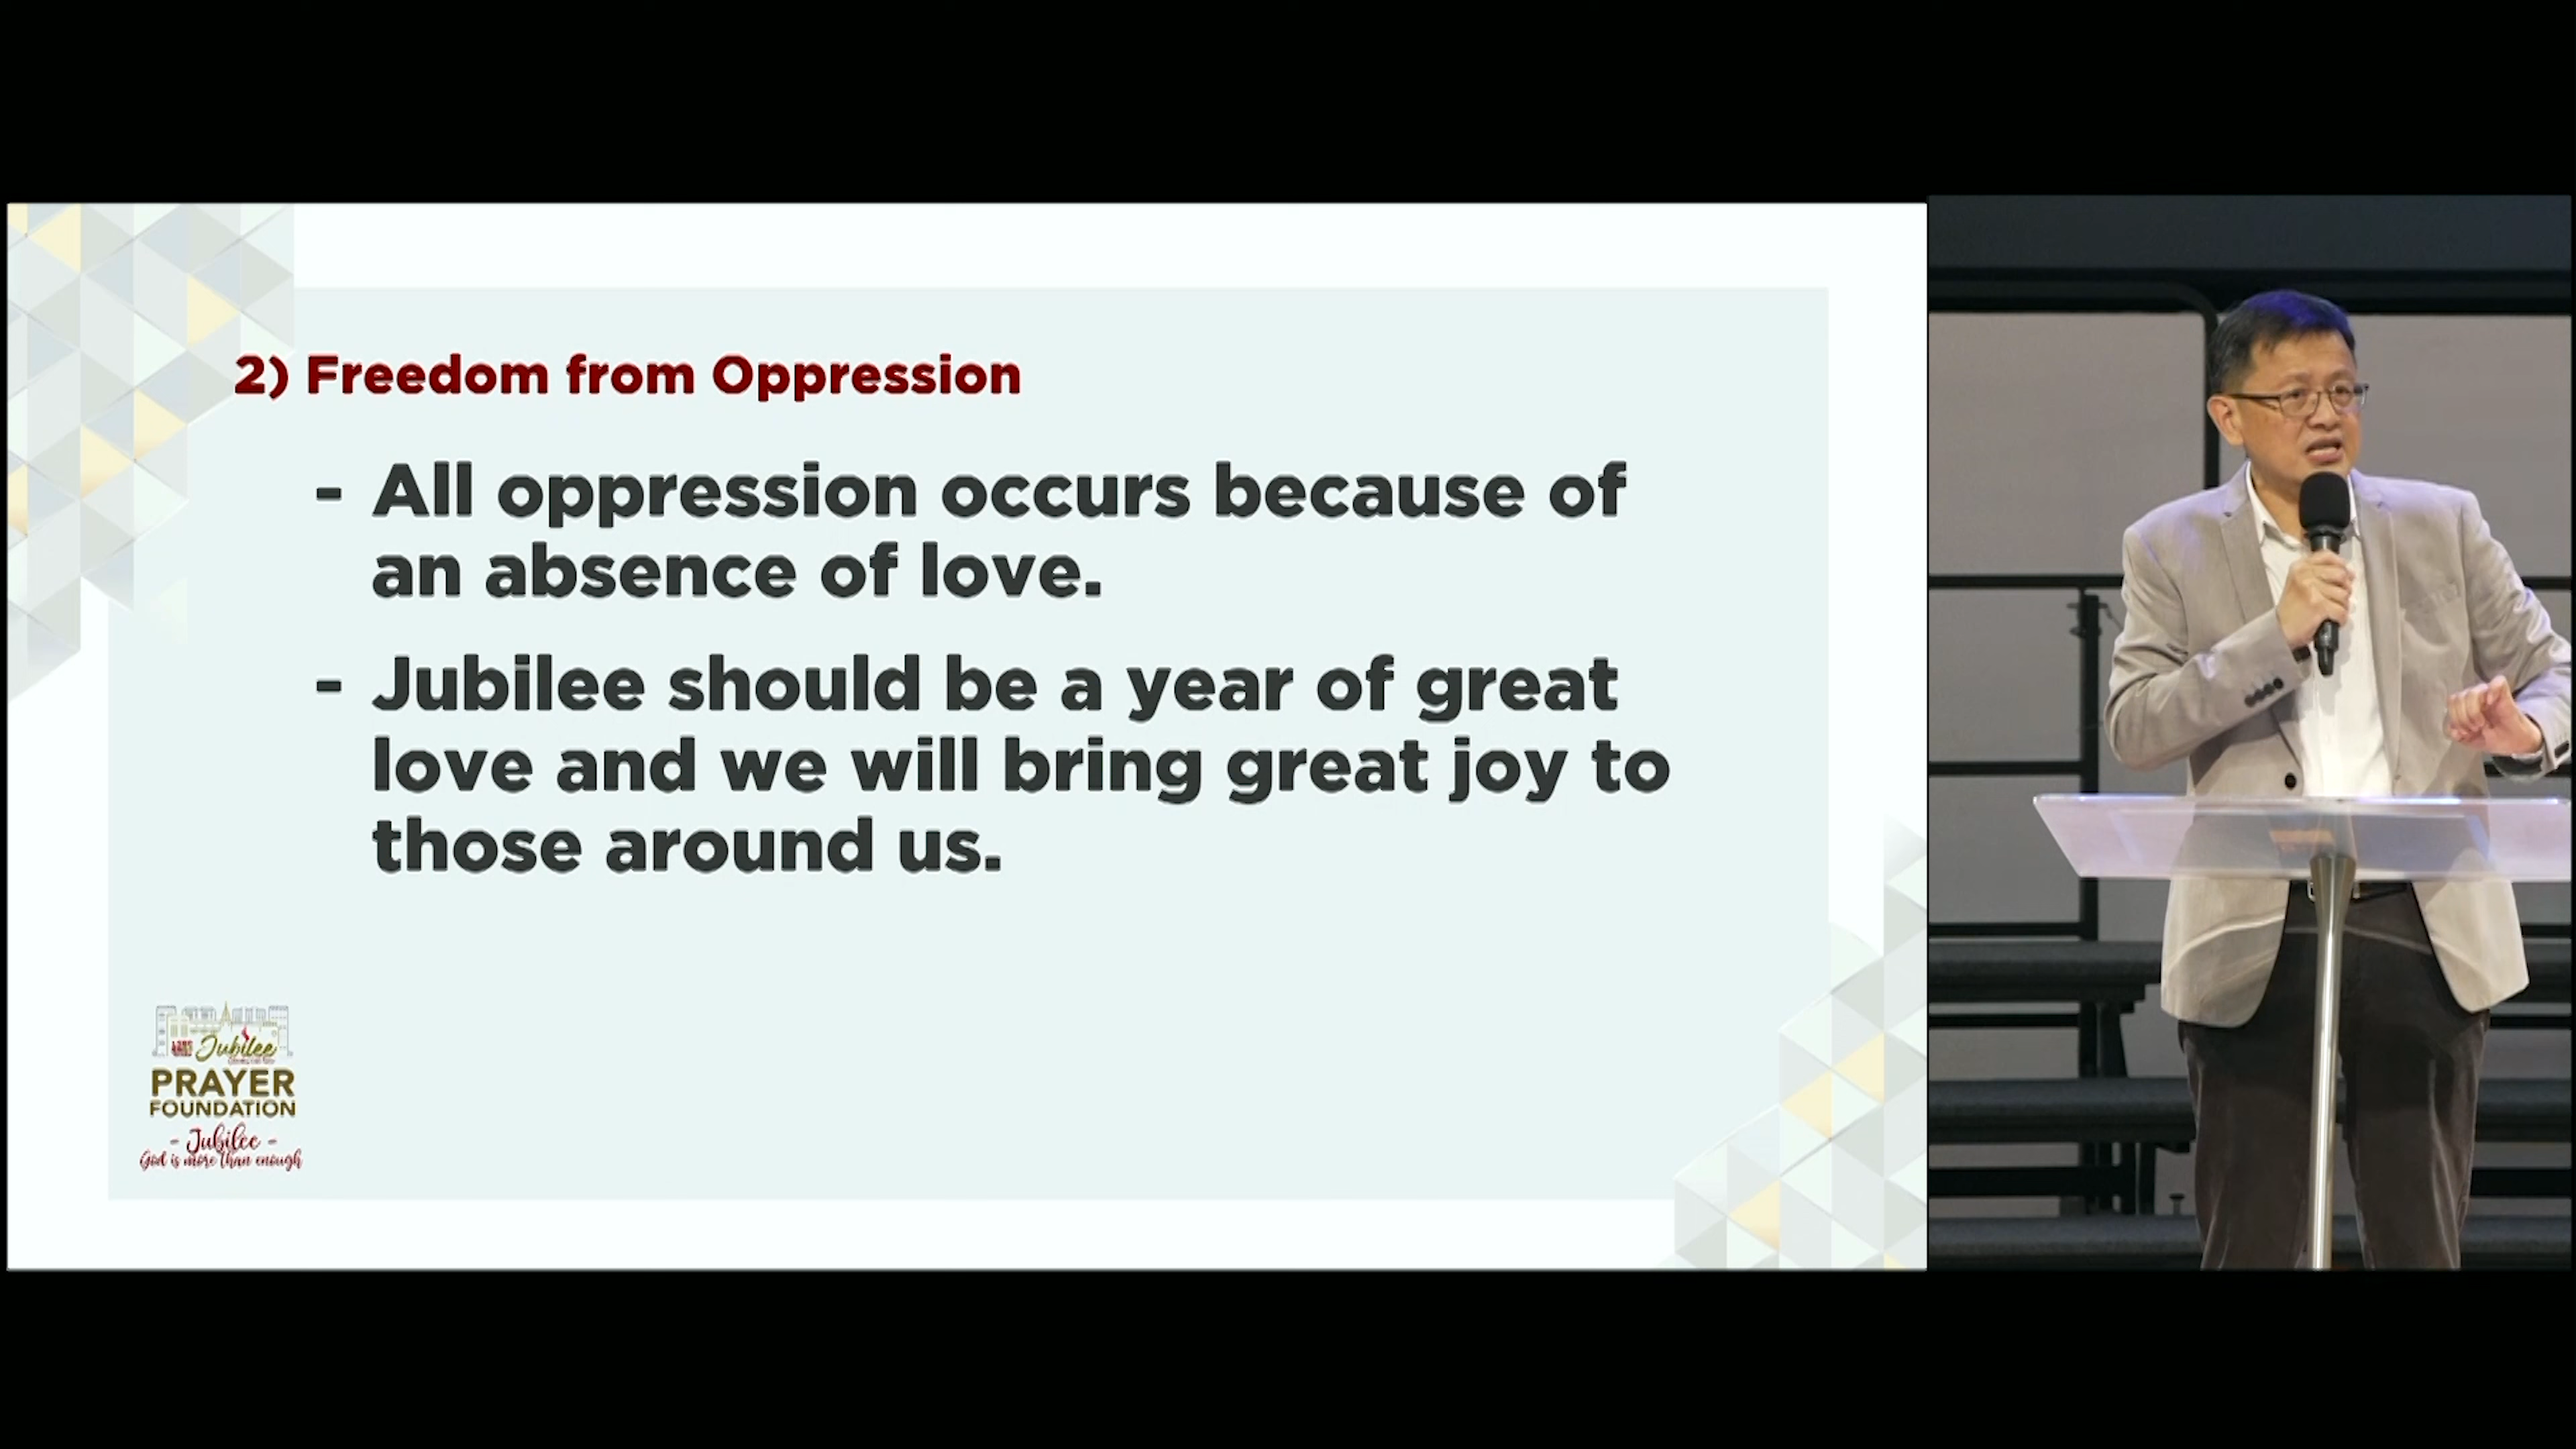 2) Freedom from Oppression
- All oppression occurs because of
an absence of love.
- Jubilee should be a year of great
love and we will bring great joy to
those around us.
Jubilee
PRAYER
FOUNDATION
- Jubilee -
God is more than enough